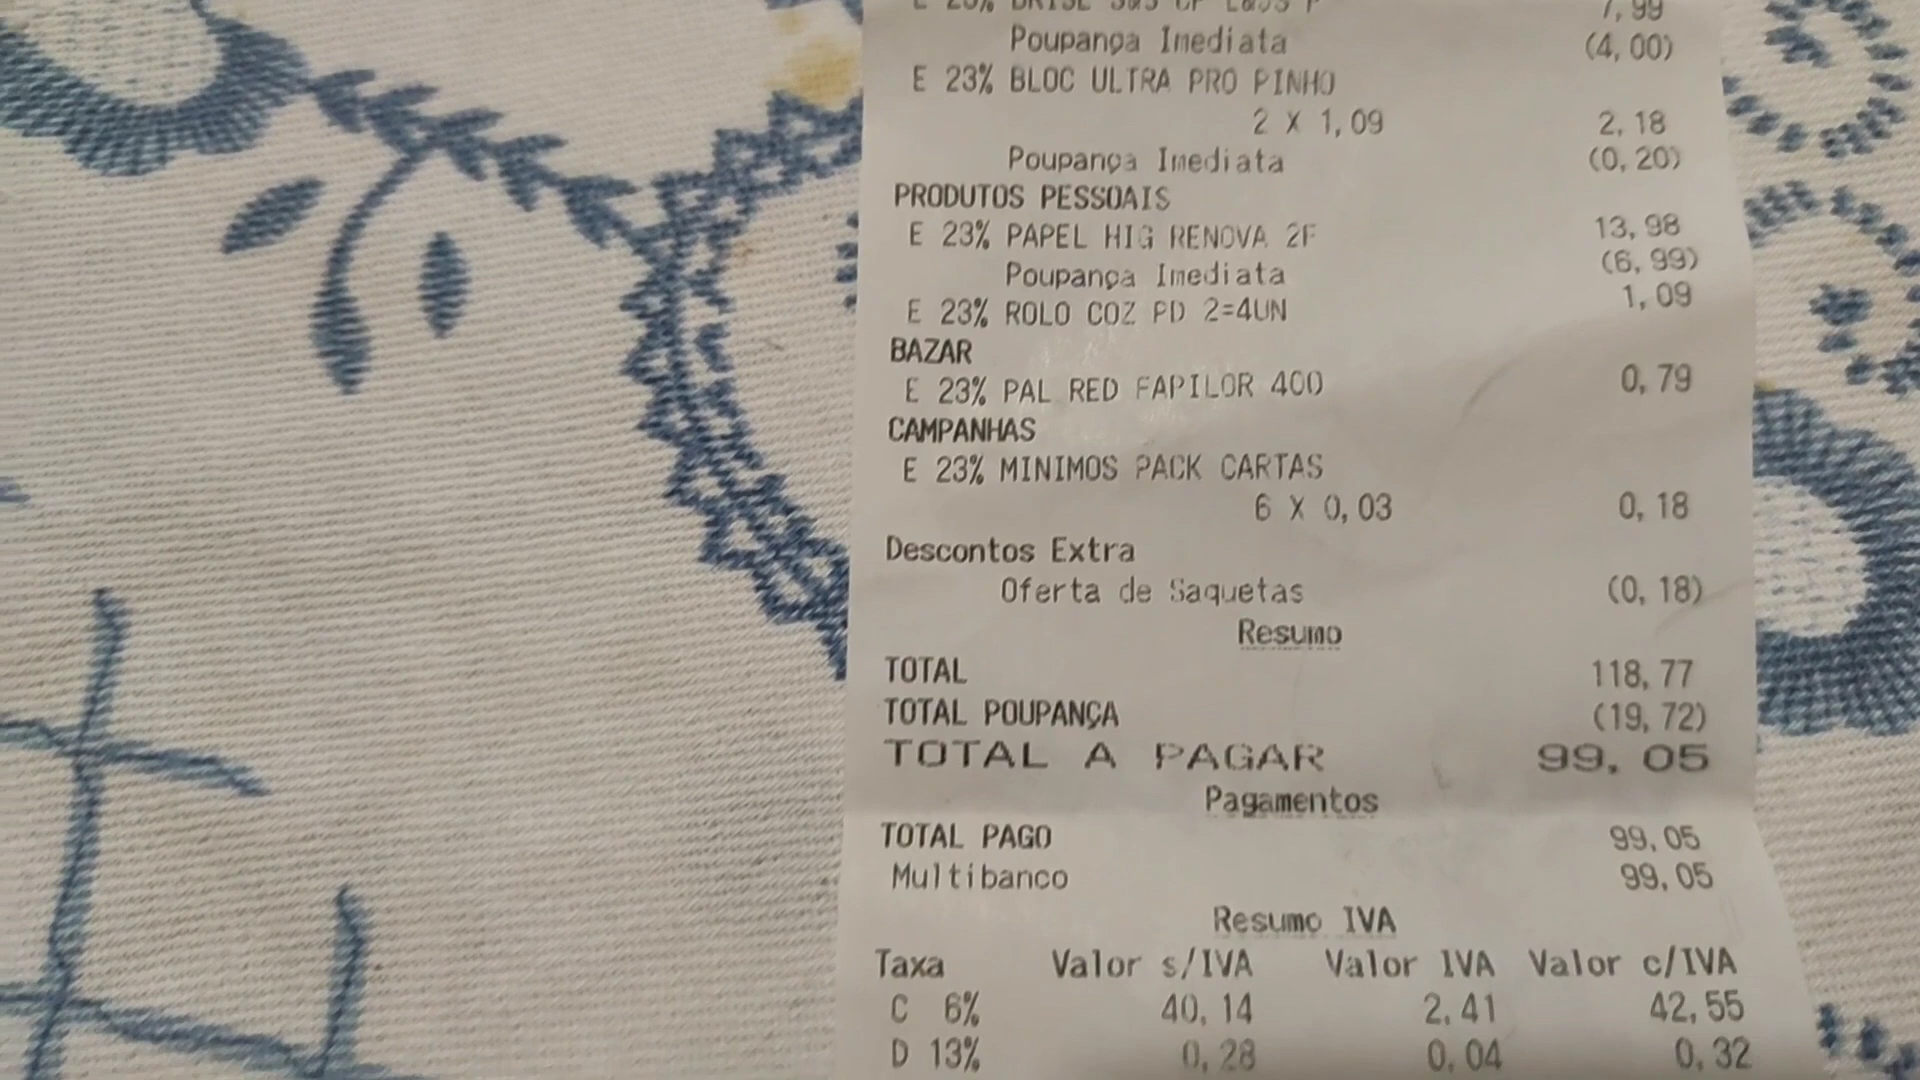 7,99
Poupança Imediata (4,00)
E 23% BLOC ULTRA PRO PINHO
2 X 1,09 2,18
Poupança Imediata (0,20)
PRODUTOS PESSOAIS
E 23% PAPEL HIG RENOVA 2F 13,98
Poupança Imediata (6,99)
E 23% ROLO COZ PD 2=4UN 1,09
BAZAR
E 23% PAL RED FAPILOR 400 0,79
CAMPANHAS
E 23% MINIMOS PACK CARTAS
6 X 0,03 0,18
Descontos Extra
Oferta de Saquetas (0,18)
Resumo
TOTAL 118,77
TOTAL POUPANÇA (19,72)
TOTAL A PAGAR 99,05
Pagamentos
TOTAL PAGO 99,05
Multibanco 99,05
Resumo IVA
Taxa Valor s/IVA Valor IVA Valor c/IVA
C 6% 40,14 2,41 42,55
D 13% 0,28 0,04 0,32